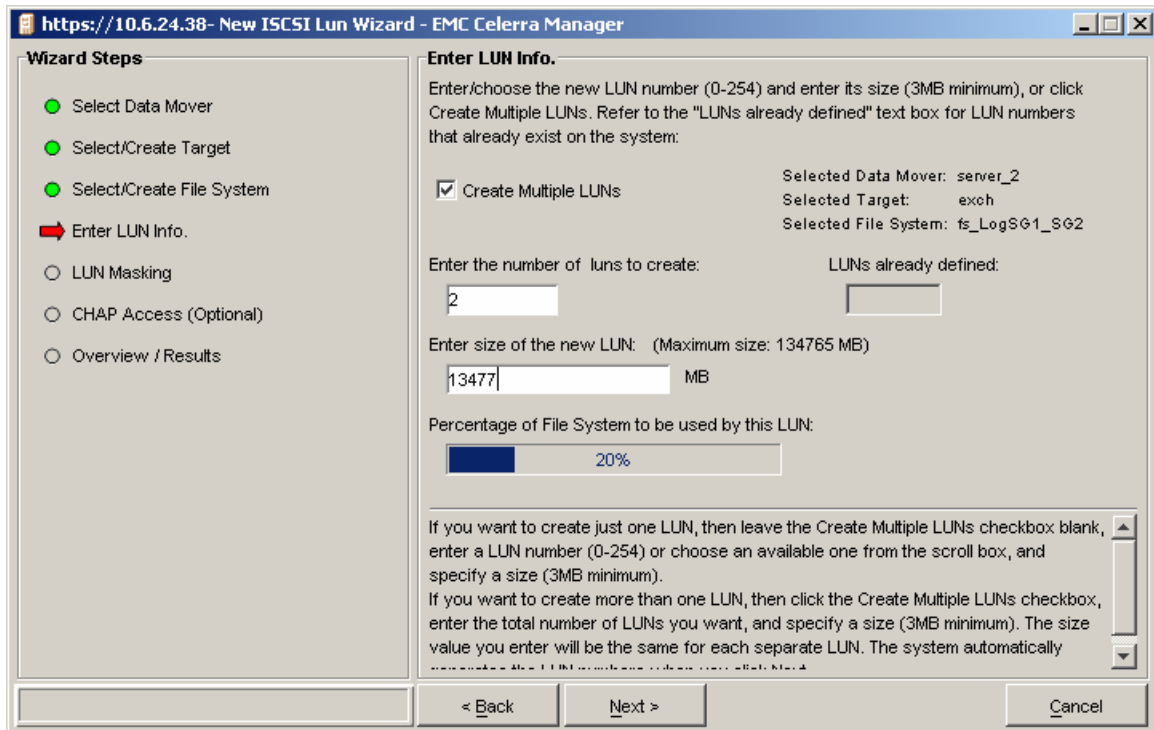 https://10.6.24.38- New ISCSI Lun Wizard - EMC Celerra Manager
Wizard Steps
Select Data Mover
Select/Create Target
Select/Create File System
Enter LUN Info.
LUN Masking
CHAP Access (Optional)
Overview / Results
Enter LUN Info.
Enter/choose the new LUN number (0-254) and enter its size (3MB minimum), or click
Create Multiple LUNs. Refer to the "LUNs already defined" text box for LUN numbers
that already exist on the system:
Create Multiple LUNs
Selected Data Mover: server_2
Selected Target: exch
Selected File System: fs_LogSG1_SG2
Enter the number of luns to create:
LUNs already defined:
2
Enter size of the new LUN: (Maximum size: 134765 MB)
13477 MB
Percentage of File System to be used by this LUN:
20%
If you want to create just one LUN, then leave the Create Multiple LUNs checkbox blank,
enter a LUN number (0-254) or choose an available one from the scroll box, and
specify a size (3MB minimum).
If you want to create more than one LUN, then click the Create Multiple LUNs checkbox,
enter the total number of LUNs you want, and specify a size (3MB minimum). The size
value you enter will be the same for each separate LUN. The system automatically
< Back
Next >
Cancel